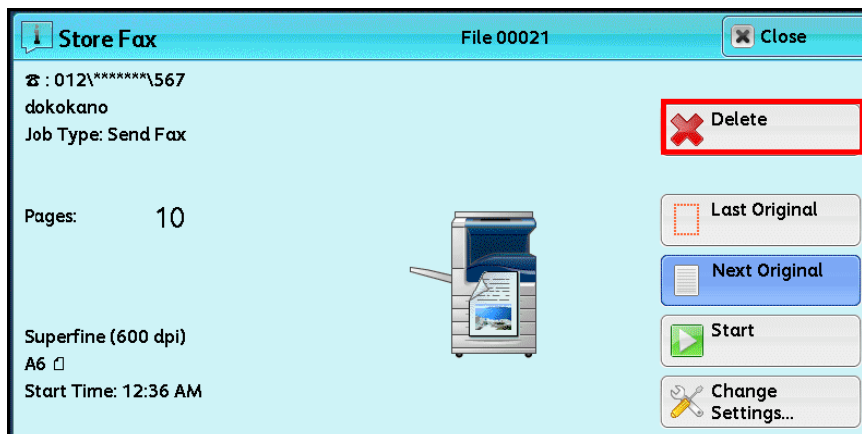 Store Fax
File 00021
Close
☎ : 012\*******\567
dokokano
Job Type: Send Fax
Delete
Pages: 10
Last Original
Next Original
Superfine (600 dpi)
Start
A6
Start Time: 12:36 AM
Change
Settings...